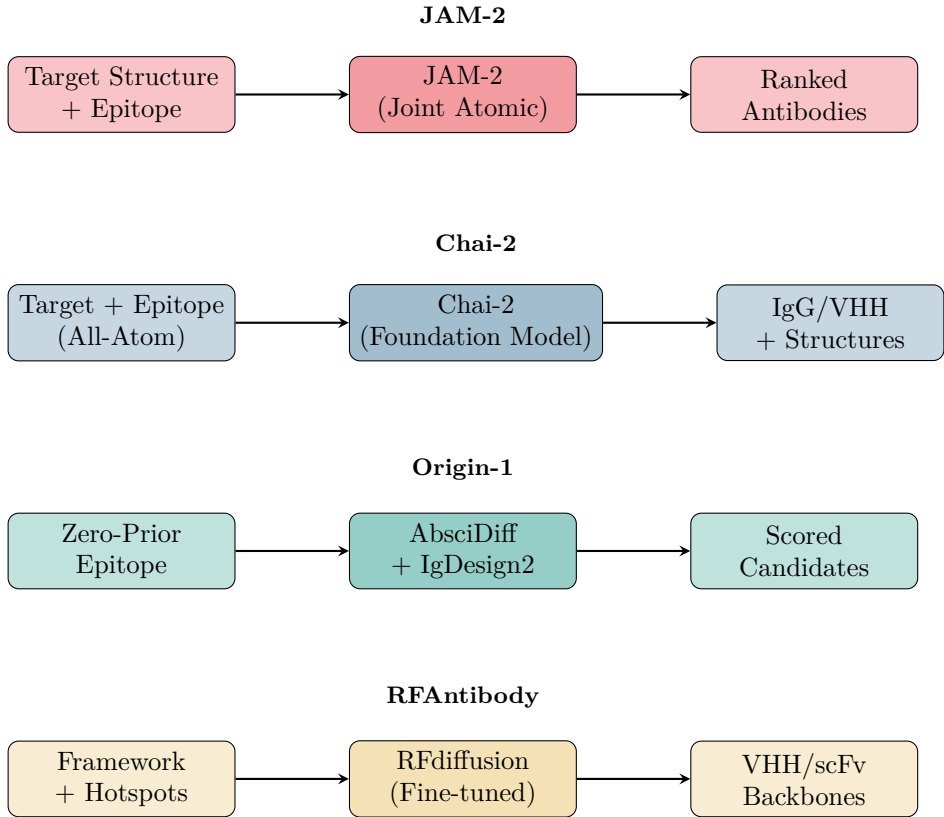 JAM-2
Target Structure
+ Epitope
JAM-2
(Joint Atomic)
Ranked
Antibodies
Chai-2
Target + Epitope
(All-Atom)
Chai-2
(Foundation Model)
IgG/VHH
+ Structures
Origin-1
Zero-Prior
Epitope
AbsciDiff
+ IgDesign2
Scored
Candidates
RFAntibody
Framework
+ Hotspots
RFdiffusion
(Fine-tuned)
VHH/scFv
Backbones